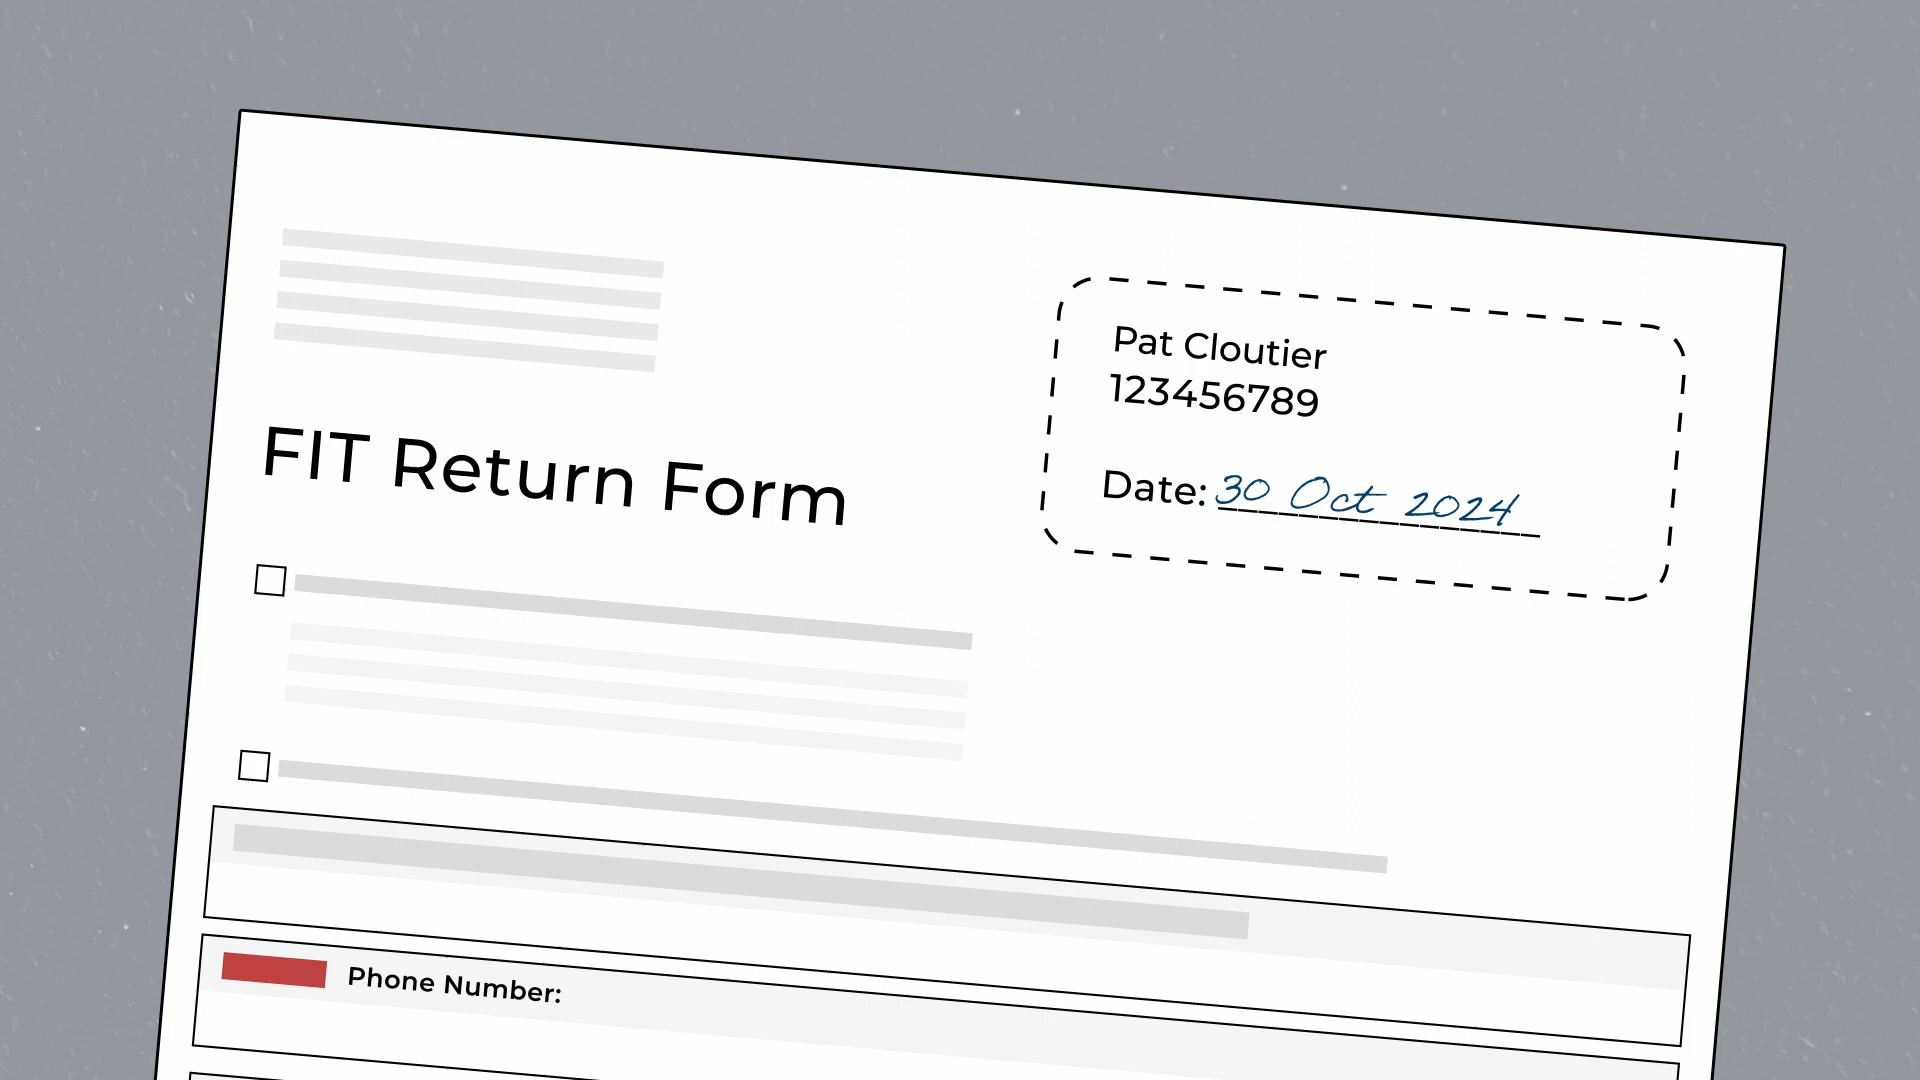 Pat Cloutier
123456789
Date: 30 Oct 2024
FIT Return Form
Phone Number: